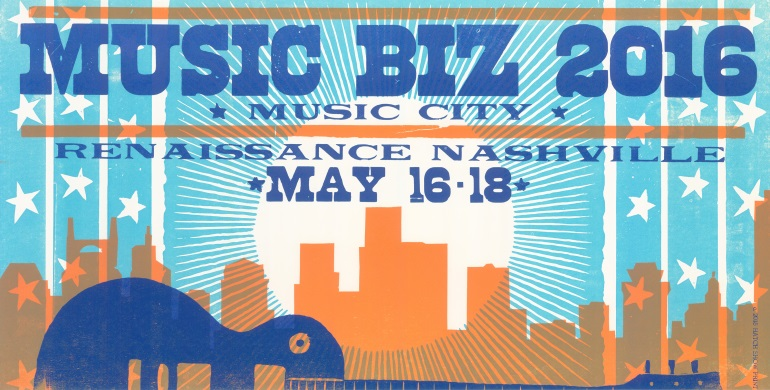 MUSIC BIZ 2016
MUSIC CITY
RENAISSANCE NASHVILLE
MAY 16-18